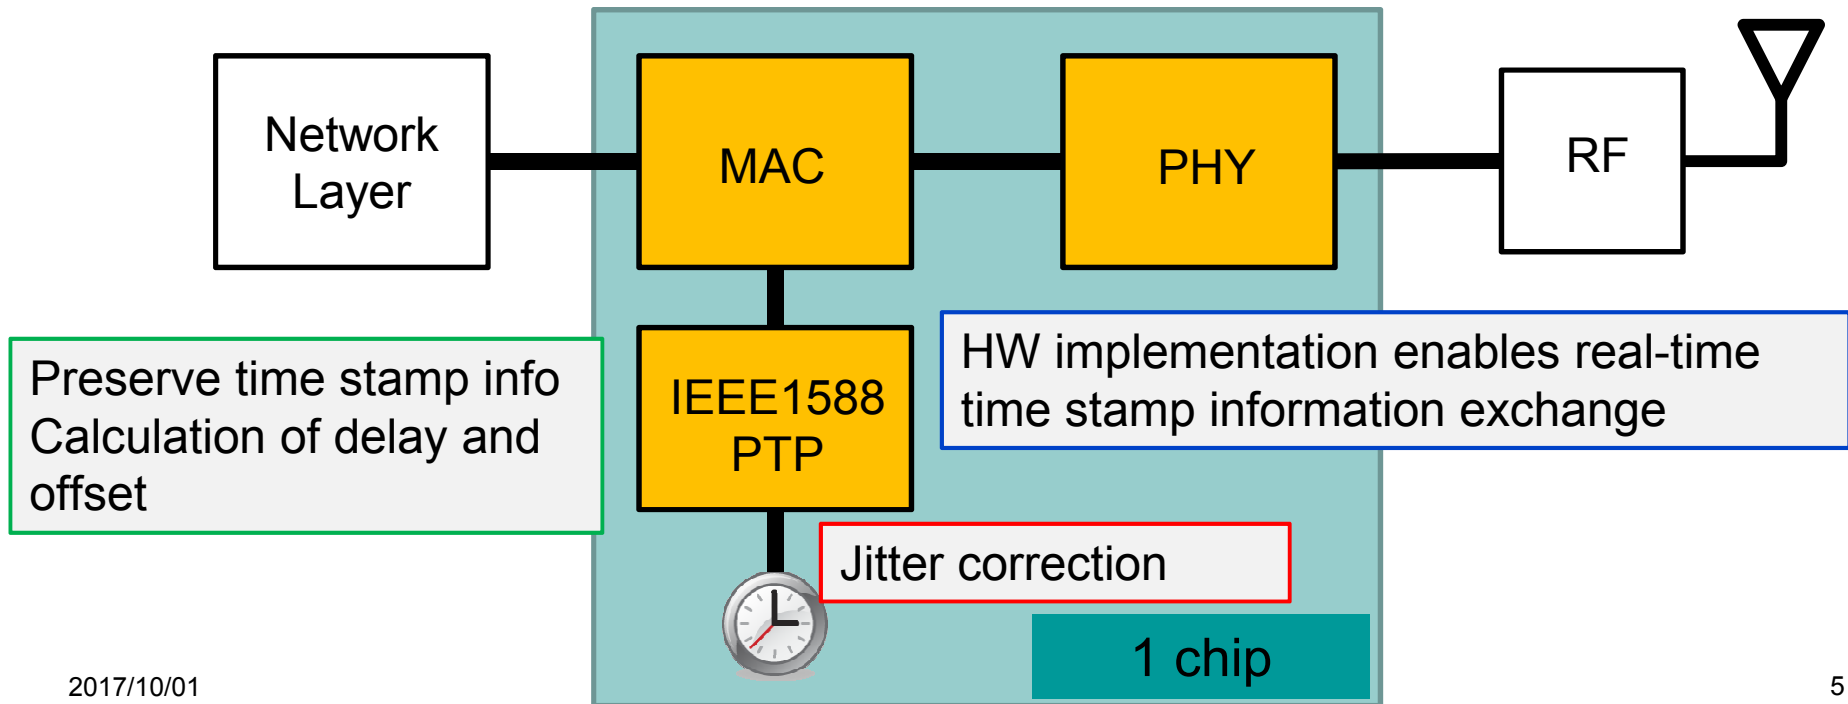 Network
Layer
MAC
PHY
RF
Preserve time stamp info
Calculation of delay and
offset
IEEE1588
PTP
HW implementation enables real-time
time stamp information exchange
Jitter correction
1 chip
2017/10/01
5